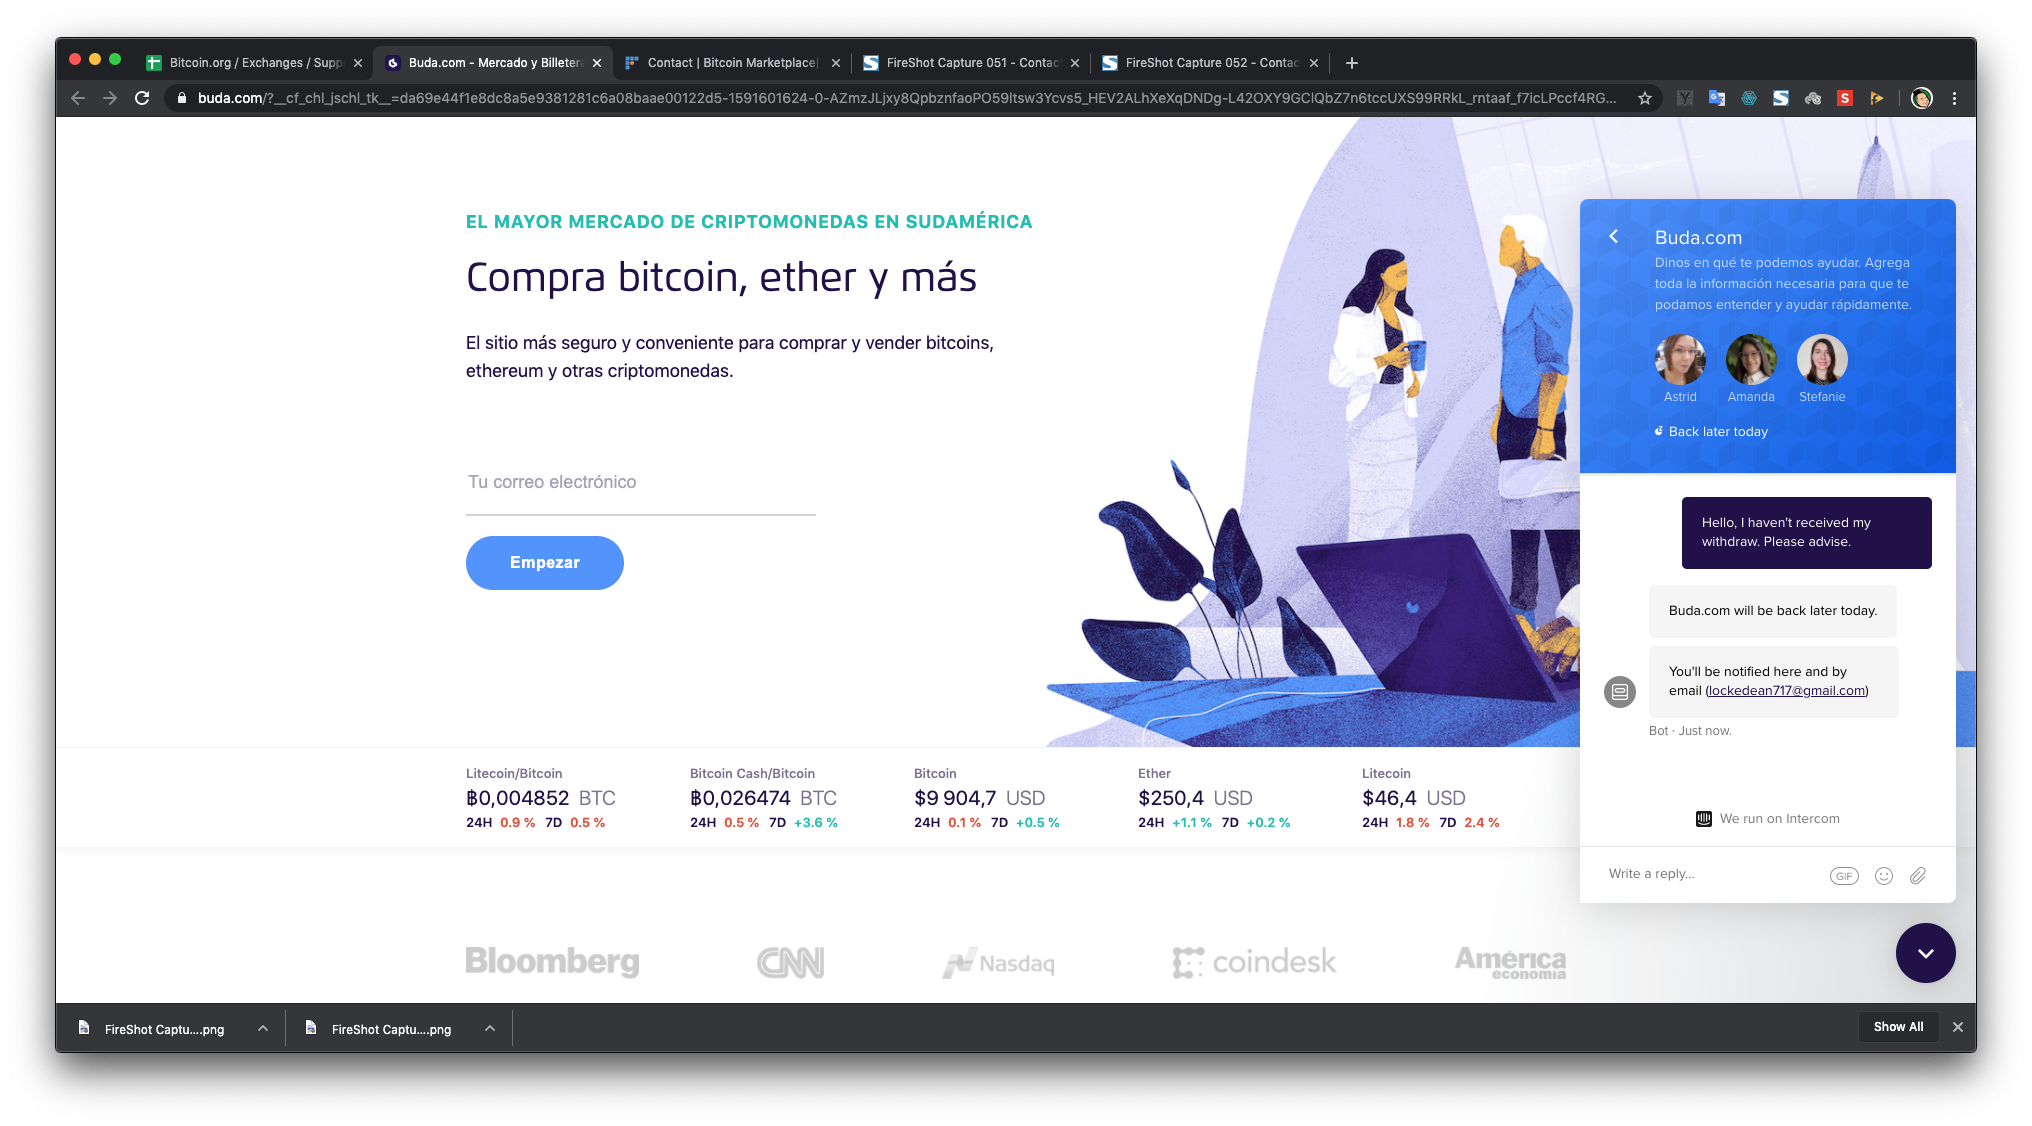 Bitcoin.org / Exchanges / Supp
Buda.com - Mercado y Billetera
Contact | Bitcoin Marketplace|
FireShot Capture 051 - Contac
FireShot Capture 052 - Contac
buda.com/?__cf_chl_jschl_tk__=da69e44f1e8dc8a5e9381281c6a08baae00122d5-1591601624-0-AZmzJLjxy8QpbznfaoPO59ltsw3Ycvs5_HEV2ALhXeXqDNDg-L42OXY9GClQbZ7n6tccUXS99RRkL_rntaaf_f7icLPccf4RG...
EL MAYOR MERCADO DE CRIPTOMONEDAS EN SUDAMÉRICA
Compra bitcoin, ether y más
El sitio más seguro y conveniente para comprar y vender bitcoins,
ethereum y otras criptomonedas.
Tu correo electrónico
Empezar
Buda.com
Dinos en qué te podemos ayudar. Agrega
toda la información necesaria para que te
podamos entender y ayudar rápidamente.
Astrid Amanda Stefanie
Back later today
Hello, I haven't received my
withdraw. Please advise.
Buda.com will be back later today.
You'll be notified here and by
email (lockedean717@gmail.com)
Bot · Just now.
We run on Intercom
Write a reply...
GIF
Litecoin/Bitcoin
฿0,004852 BTC
24H 0.9 % 7D 0.5 %
Bitcoin Cash/Bitcoin
฿0,026474 BTC
24H 0.5 % 7D +3.6 %
Bitcoin
$9 904,7 USD
24H 0.1 % 7D +0.5 %
Ether
$250,4 USD
24H +1.1 % 7D +0.2 %
Litecoin
$46,4 USD
24H 1.8 % 7D 2.4 %
Bloomberg
CNN
Nasdaq
coindesk
América
economía
FireShot Captu....png
FireShot Captu....png
Show All